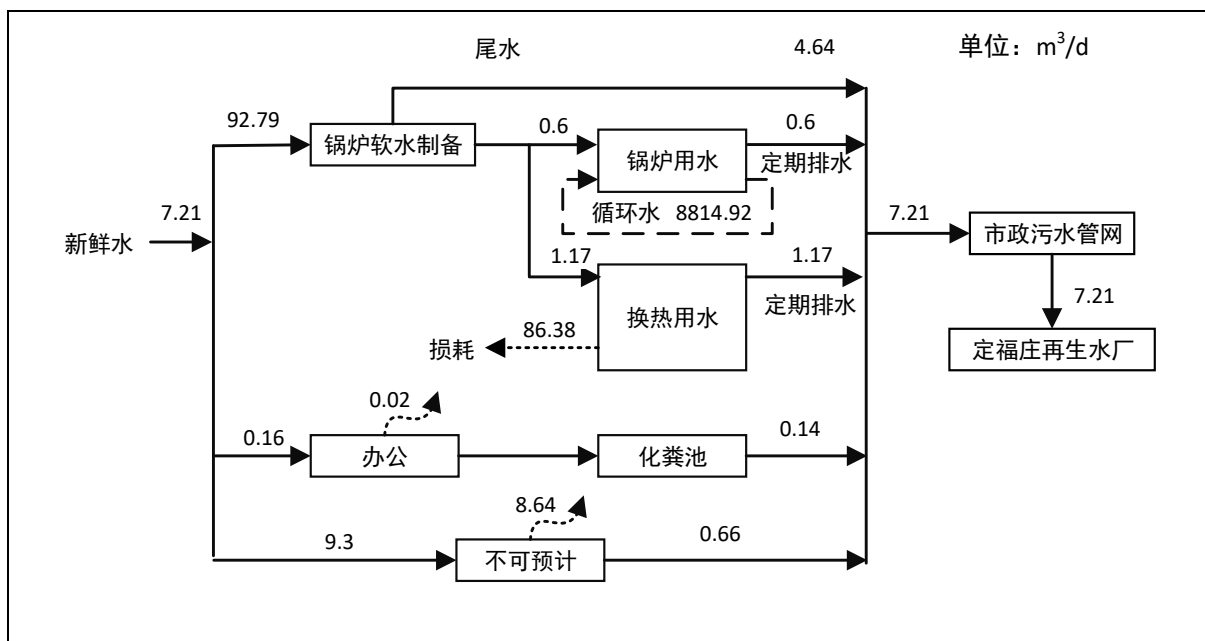 尾水
4.64
单位：m³/d
92.79
锅炉软水制备
0.6
锅炉用水
0.6
定期排水
循环水 8814.92
新鲜水
7.21
7.21
市政污水管网
1.17
换热用水
1.17
定期排水
7.21
损耗
86.38
定福庄再生水厂
0.02
0.16
办公
化粪池
0.14
8.64
9.3
不可预计
0.66